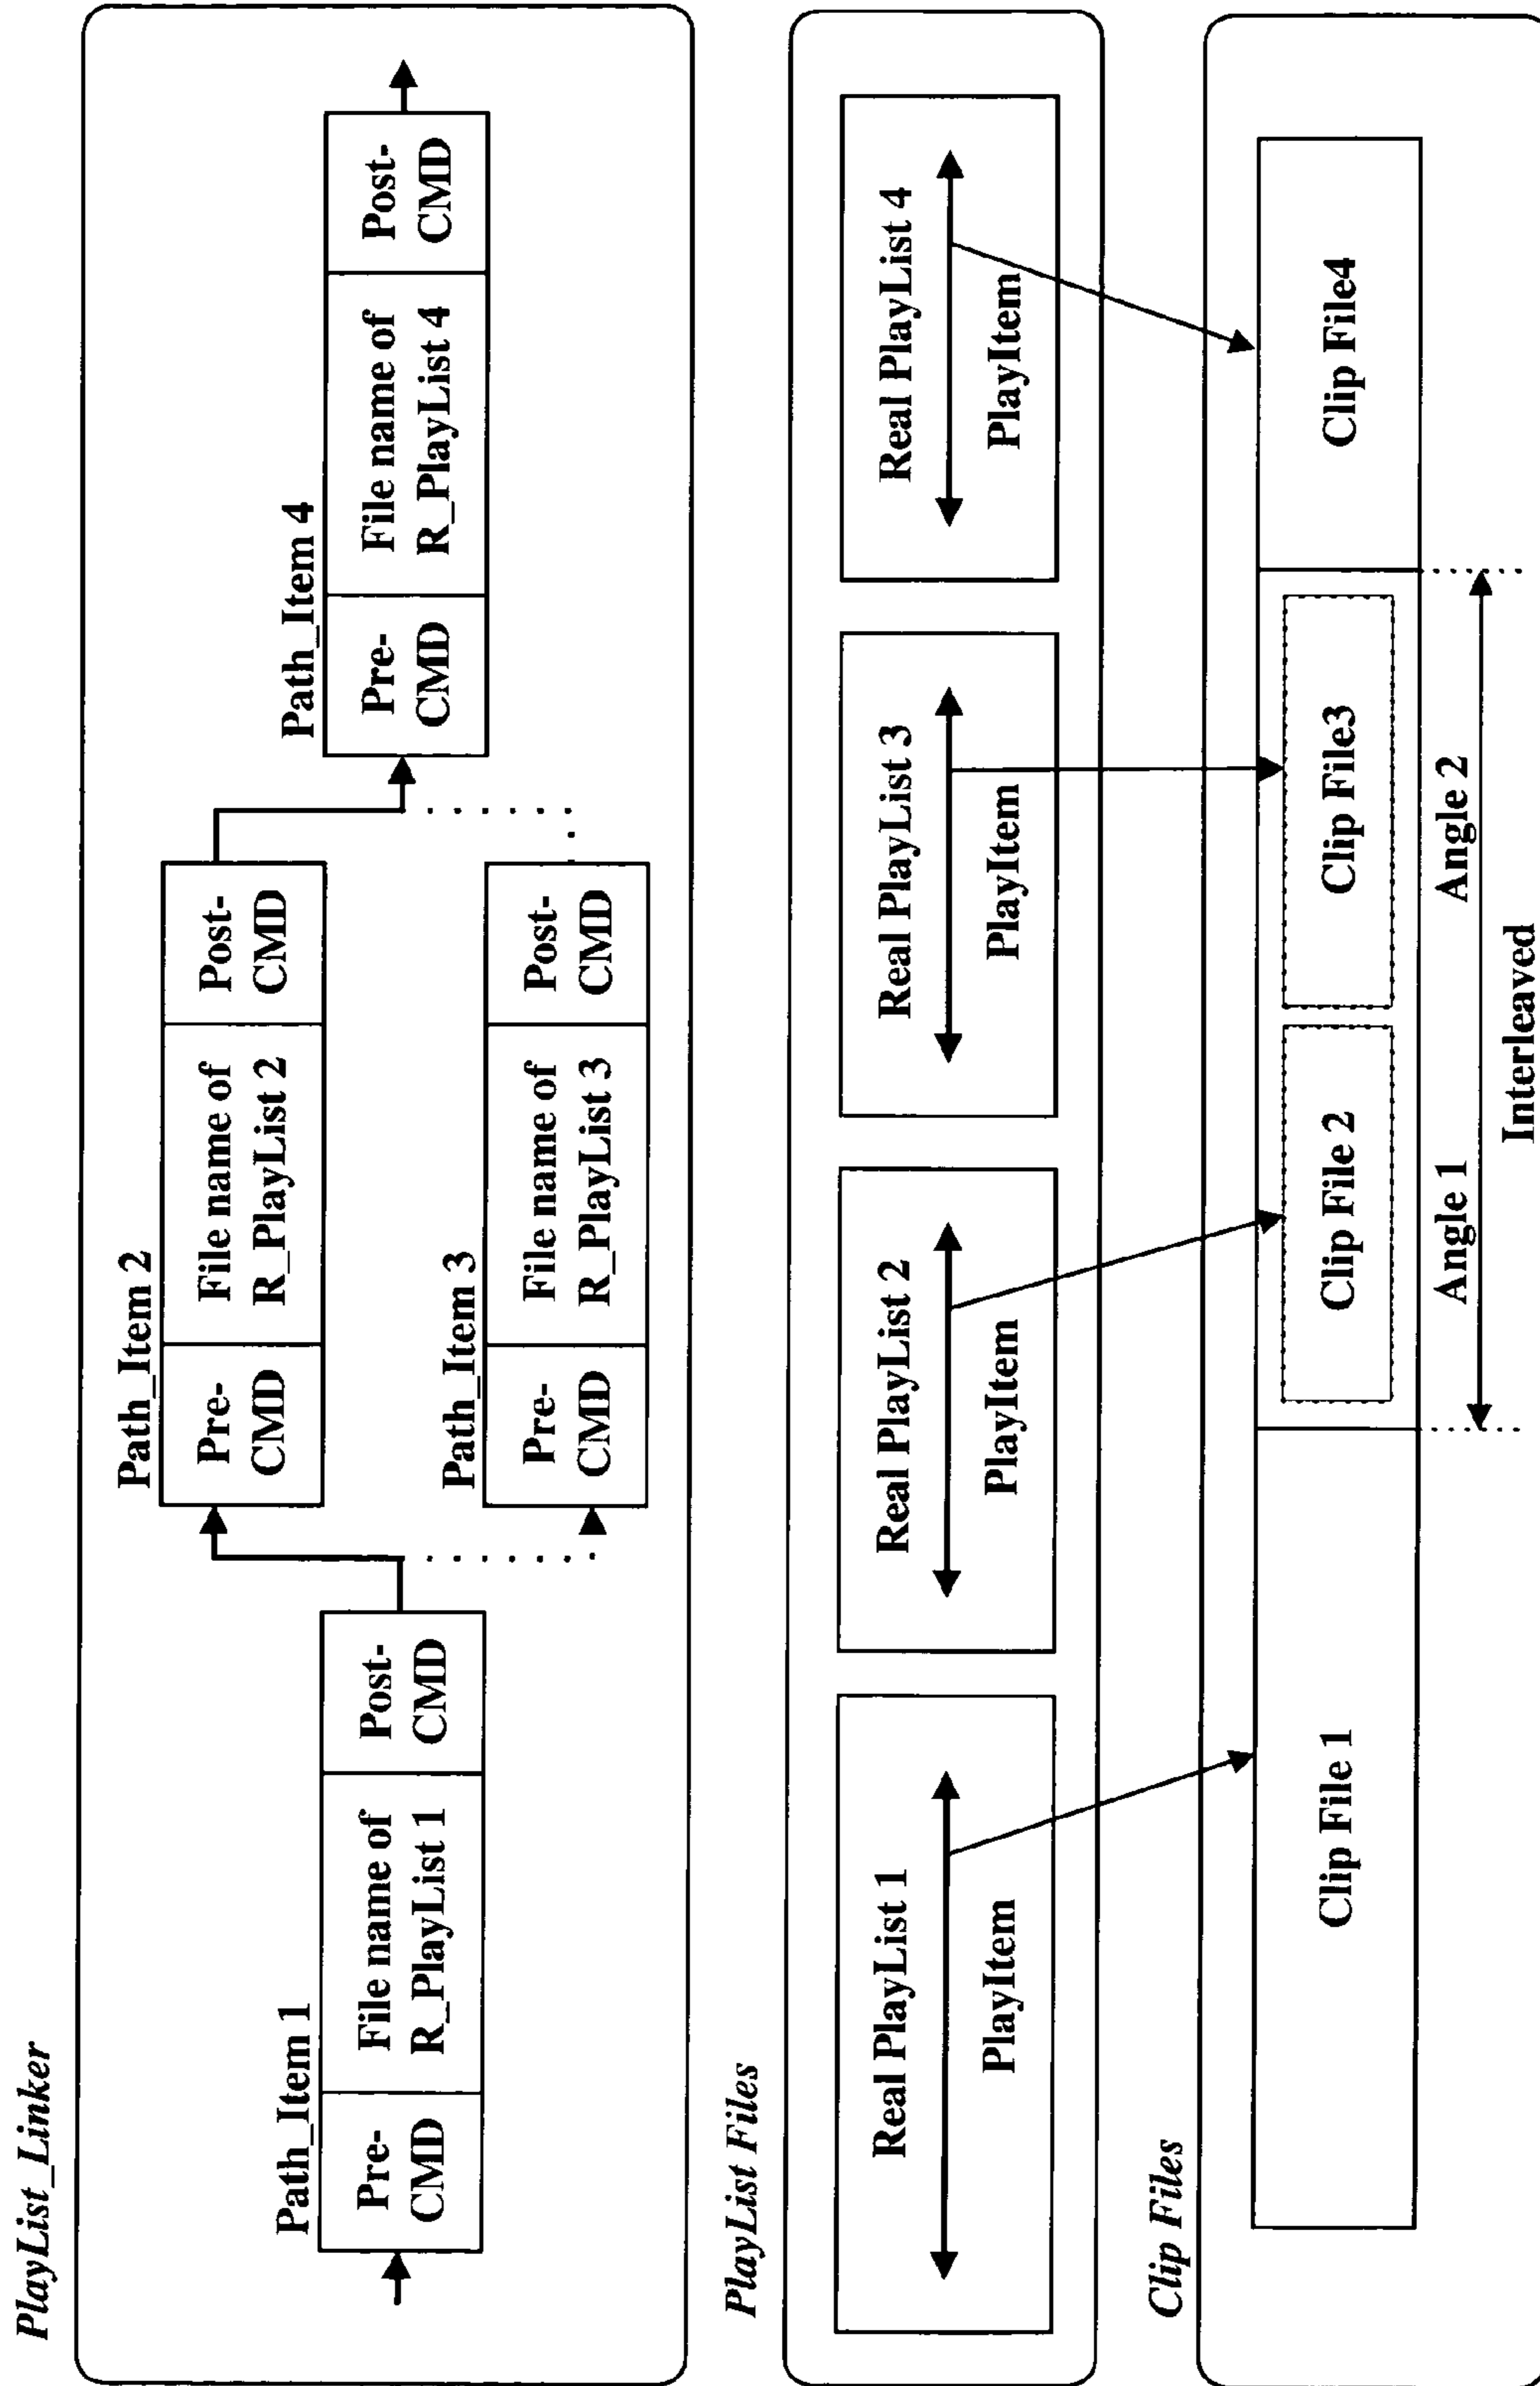 PlayList_Linker
Path_Item 1
Pre-
CMD
File name of
R_PlayList 1
Post-
CMD
Path_Item 2
Pre-
CMD
File name of
R_PlayList 2
Post-
CMD
Path_Item 3
Pre-
CMD
File name of
R_PlayList 3
Post-
CMD
Path_Item 4
Pre-
CMD
File name of
R_PlayList 4
Post-
CMD
PlayList Files
Real PlayList 1
PlayItem
Real PlayList 2
PlayItem
Real PlayList 3
PlayItem
Real PlayList 4
PlayItem
Clip Files
Clip File 1
Clip File 2
Clip File3
Clip File4
Angle 1
Angle 2
Interleaved